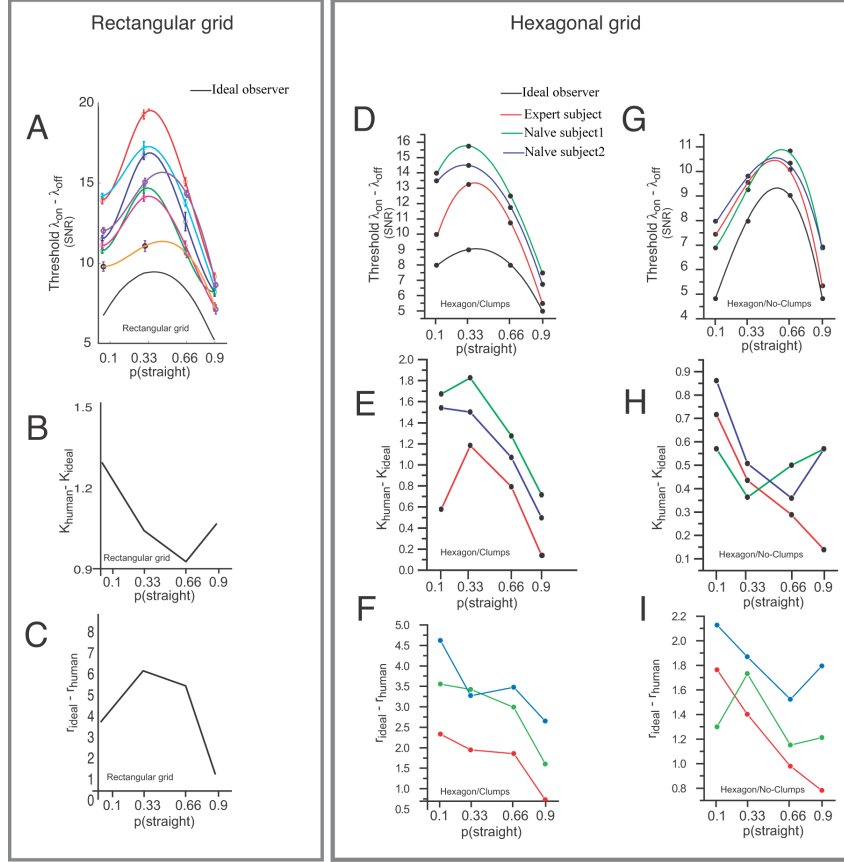 Rectangular grid
Hexagonal grid
A
Ideal observer
20
15
10
5
Threshold λon - λoff
(SNR)
Rectangular grid
0.1 0.33 0.66 0.9
p(straight)
B
1.5
1.2
0.9
Khuman- Kideal
Rectangular grid
0.1 0.33 0.66 0.9
p(straight)
C
8
7
6
5
4
3
2
1
0
rideal - rhuman
Rectangular grid
0.1 0.33 0.66 0.9
p(straight)
D
Ideal observer
Expert subject
Nalve subject1
Nalve subject2
16
15
14
13
12
11
10
9
8
7
6
5
Threshold λon - λoff
(SNR)
Hexagon/Clumps
0.1 0.33 0.66 0.9
p(straight)
G
11
10
9
8
7
6
5
4
Threshold λon - λoff
(SNR)
Hexagon/No-Clumps
0.1 0.33 0.66 0.9
p(straight)
E
2.0
1.8
1.6
1.4
1.2
1.0
0.8
0.6
0.4
0.2
0.0
Khuman- Kideal
Hexagon/Clumps
0.1 0.33 0.66 0.9
p(straight)
H
0.9
0.8
0.7
0.6
0.5
0.4
0.3
0.2
0.1
Khuman- Kideal
Hexagon/No-Clumps
0.1 0.33 0.66 0.9
p(straight)
F
5.0
4.5
4.0
3.5
3.0
2.5
2.0
1.5
1.0
0.5
rideal - rhuman
Hexagon/Clumps
0.1 0.33 0.66 0.9
p(straight)
I
2.2
2.0
1.8
1.6
1.4
1.2
1.0
0.8
rideal - rhuman
Hexagon/No-Clumps
0.1 0.33 0.66 0.9
p(straight)